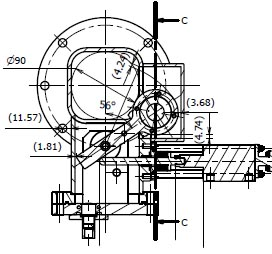 C
Ø90
(4.24)
56°
(3.68)
(11.57)
(4.74)
(1.81)
C